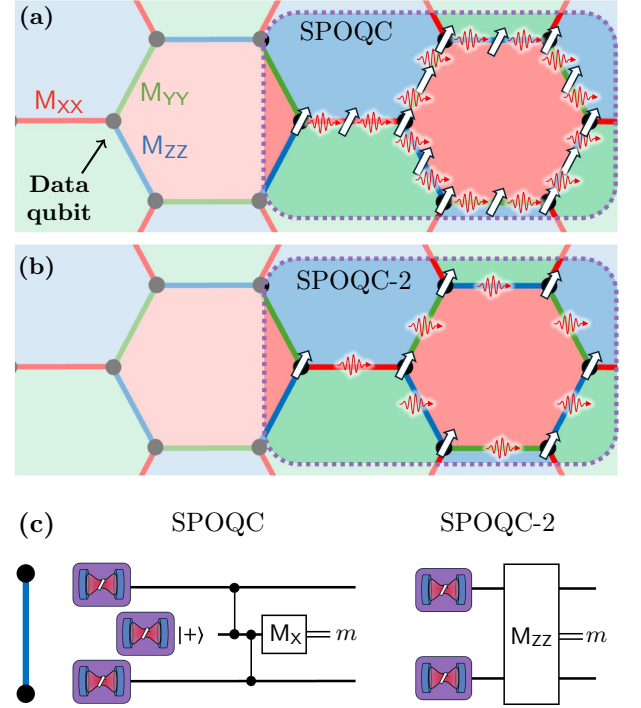 (a)
SPOQC
M_XX
M_YY
M_ZZ
Data
qubit
(b)
SPOQC-2
(c)
SPOQC
SPOQC-2
|+⟩
M_X
m
M_ZZ
m